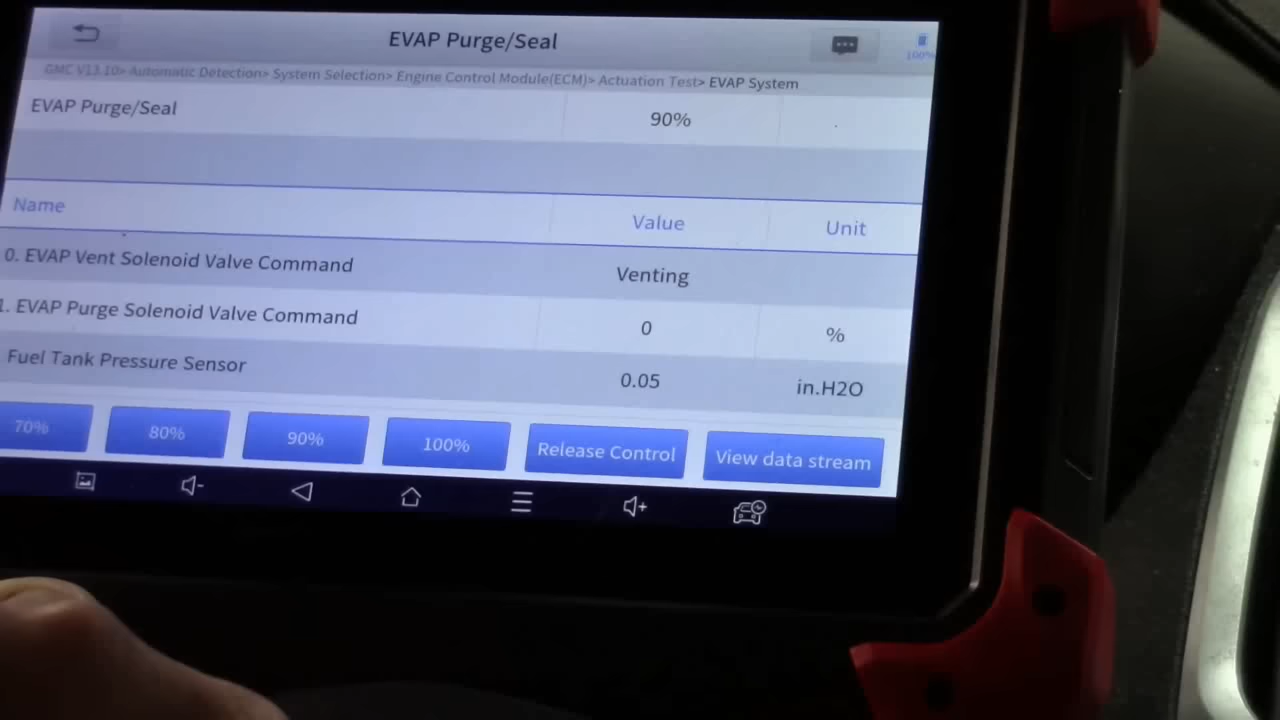 EVAP Purge/Seal
100%
GMC V13.10> Automatic Detection> System Selection> Engine Control Module(ECM)> Actuation Test> EVAP System
EVAP Purge/Seal 90%
Name Value Unit
0. EVAP Vent Solenoid Valve Command Venting
1. EVAP Purge Solenoid Valve Command 0 %
Fuel Tank Pressure Sensor 0.05 in.H2O
70% 80% 90% 100% Release Control View data stream